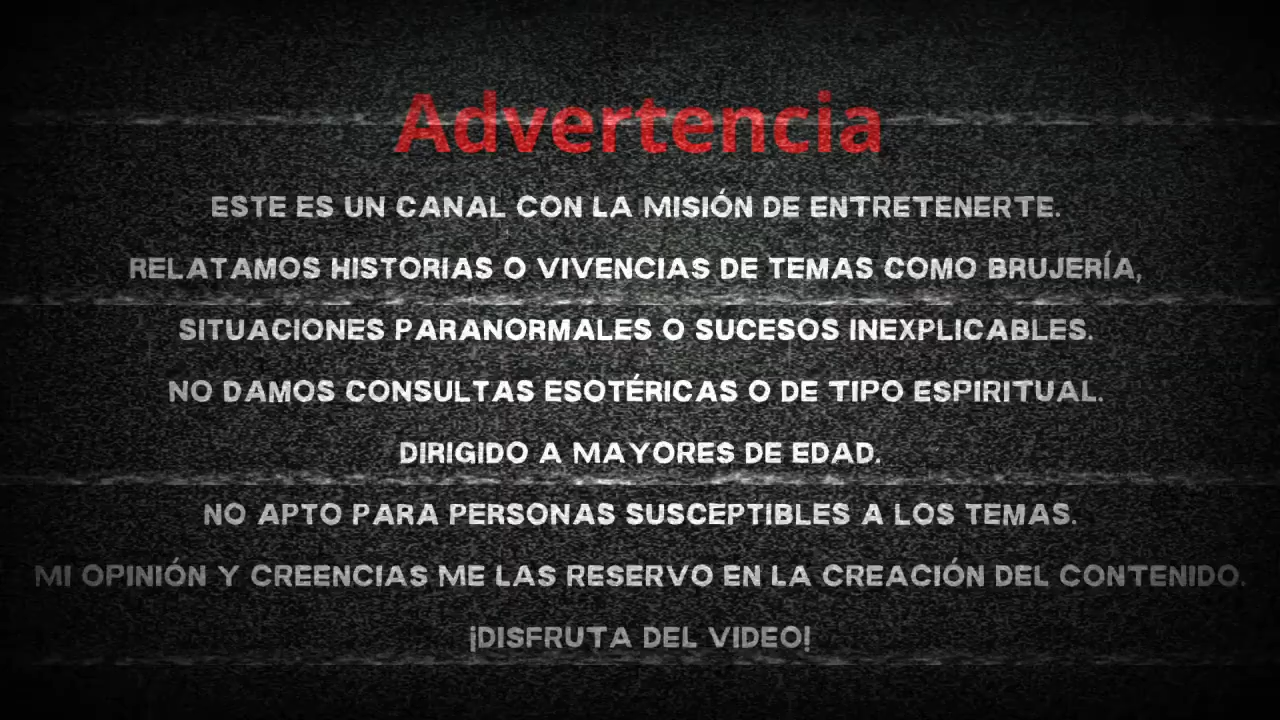 Advertencia
ESTE ES UN CANAL CON LA MISIÓN DE ENTRETENERTE.
RELATAMOS HISTORIAS O VIVENCIAS DE TEMAS COMO BRUJERÍA,
SITUACIONES PARANORMALES O SUCESOS INEXPLICABLES.
NO DAMOS CONSULTAS ESOTÉRICAS O DE TIPO ESPIRITUAL.
DIRIGIDO A MAYORES DE EDAD.
NO APTO PARA PERSONAS SUSCEPTIBLES A LOS TEMAS.
MI OPINIÓN Y CREENCIAS ME LAS RESERVO EN LA CREACIÓN DEL CONTENIDO.
¡DISFRUTA DEL VIDEO!